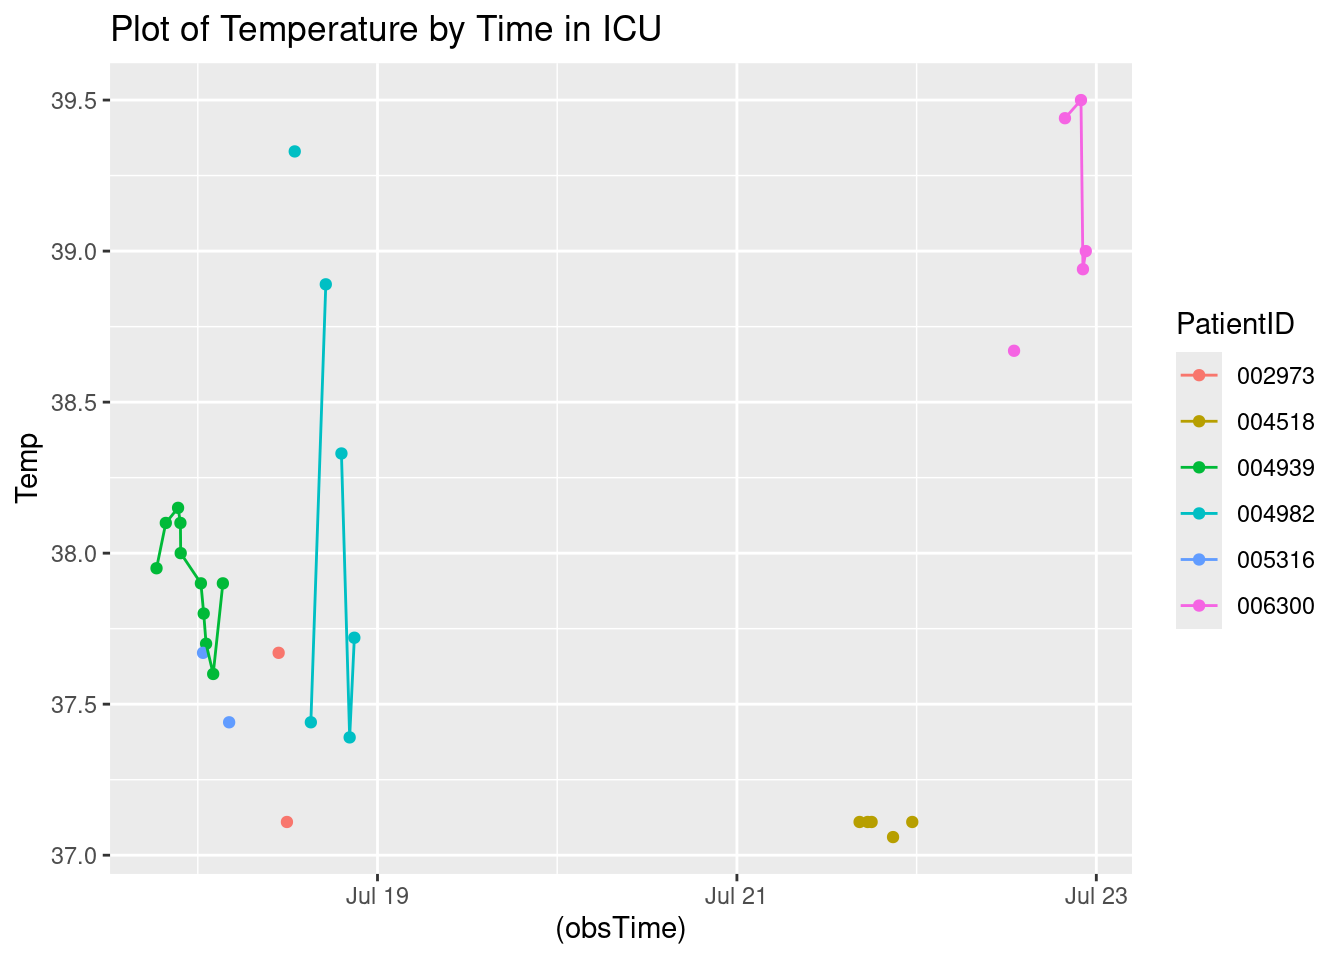 Plot of Temperature by Time in ICU
39.5
39.0
38.5
38.0
37.5
37.0
Temp
Jul 19
Jul 21
Jul 23
(obsTime)
PatientID
002973
004518
004939
004982
005316
006300